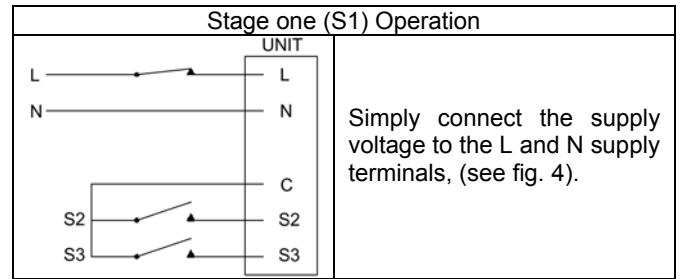 Stage one (S1) Operation
UNIT
L L
N N
C
S2 S2
S3 S3
Simply connect the supply
voltage to the L and N supply
terminals, (see fig. 4).